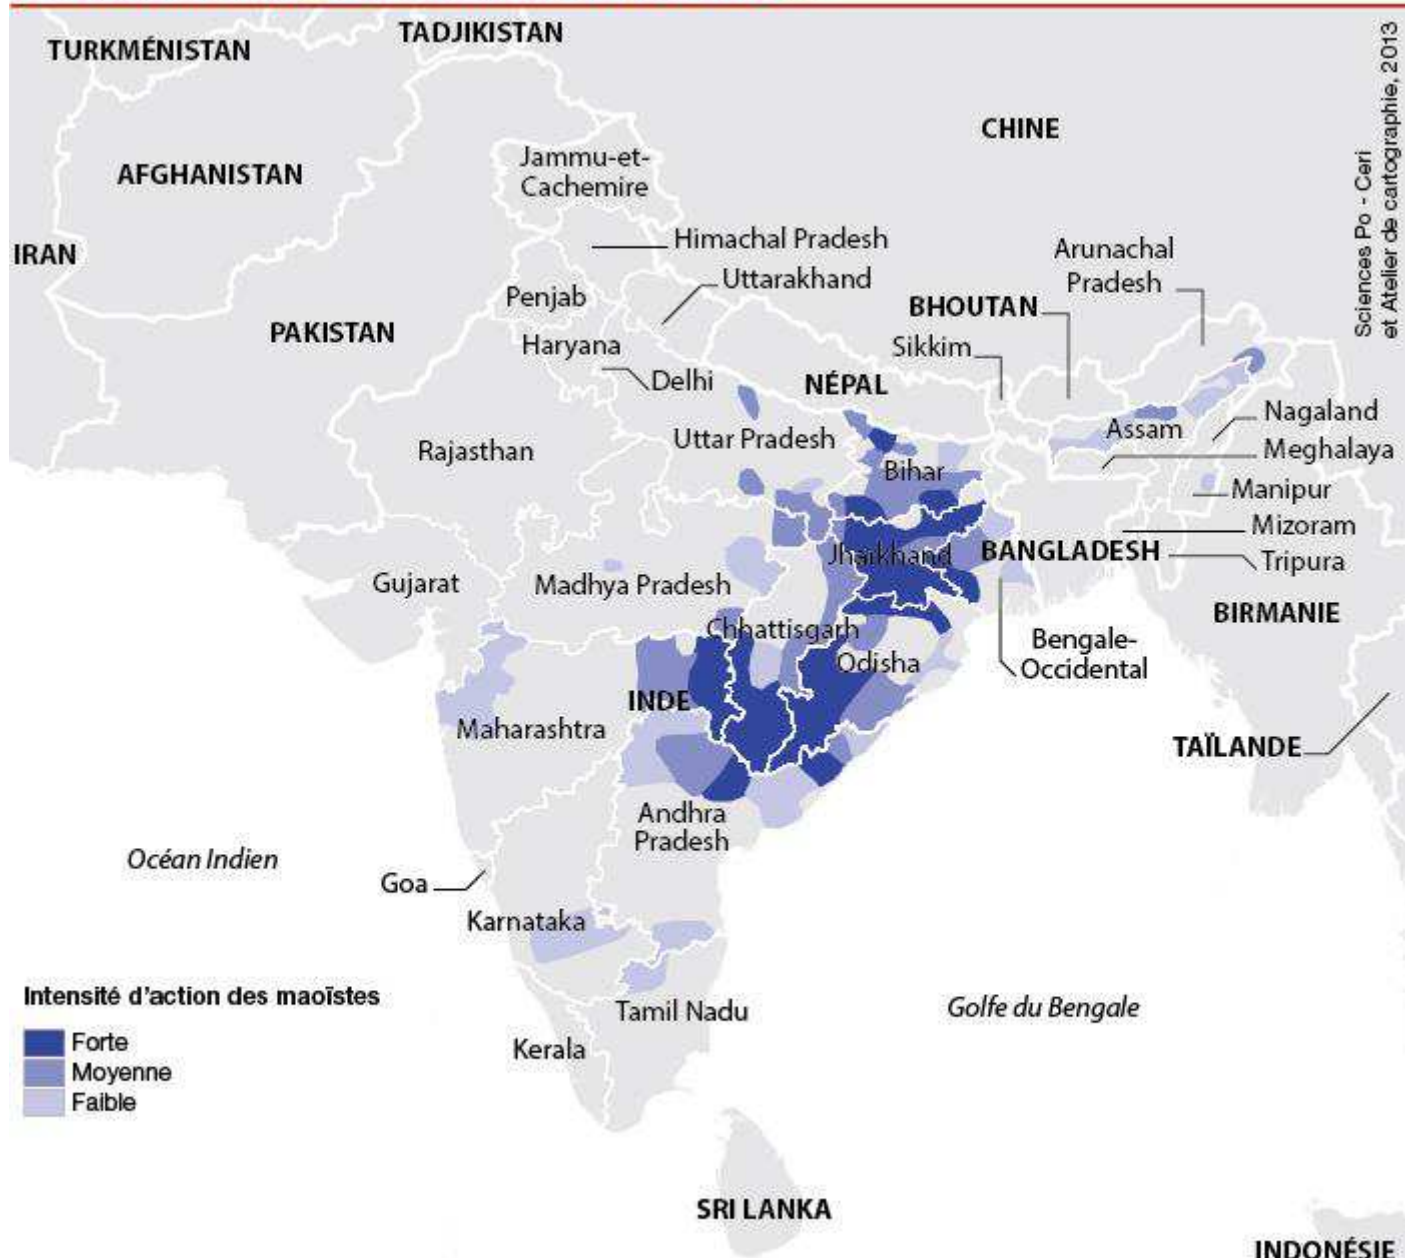 TURKMÉNISTAN
TADJIKISTAN
Sciences Po - Ceri
et Atelier de cartographie, 2013
CHINE
AFGHANISTAN
Jammu-et-
Cachemire
IRAN
Himachal Pradesh
Arunachal
Pradesh
Uttarakhand
Penjab
BHOUTAN
PAKISTAN
Haryana
Sikkim
Delhi
NÉPAL
Nagaland
Assam
Uttar Pradesh
Rajasthan
Meghalaya
Bihar
Manipur
Mizoram
Jharkhand
BANGLADESH
Tripura
Gujarat
Madhya Pradesh
BIRMANIE
Chhattisgarh
Bengale-
Occidental
Odisha
INDE
Maharashtra
TAÏLANDE
Andhra
Pradesh
Océan Indien
Goa
Karnataka
Intensité d'action des maoïstes
Forte
Moyenne
Faible
Tamil Nadu
Golfe du Bengale
Kerala
SRI LANKA
INDONÉSIE